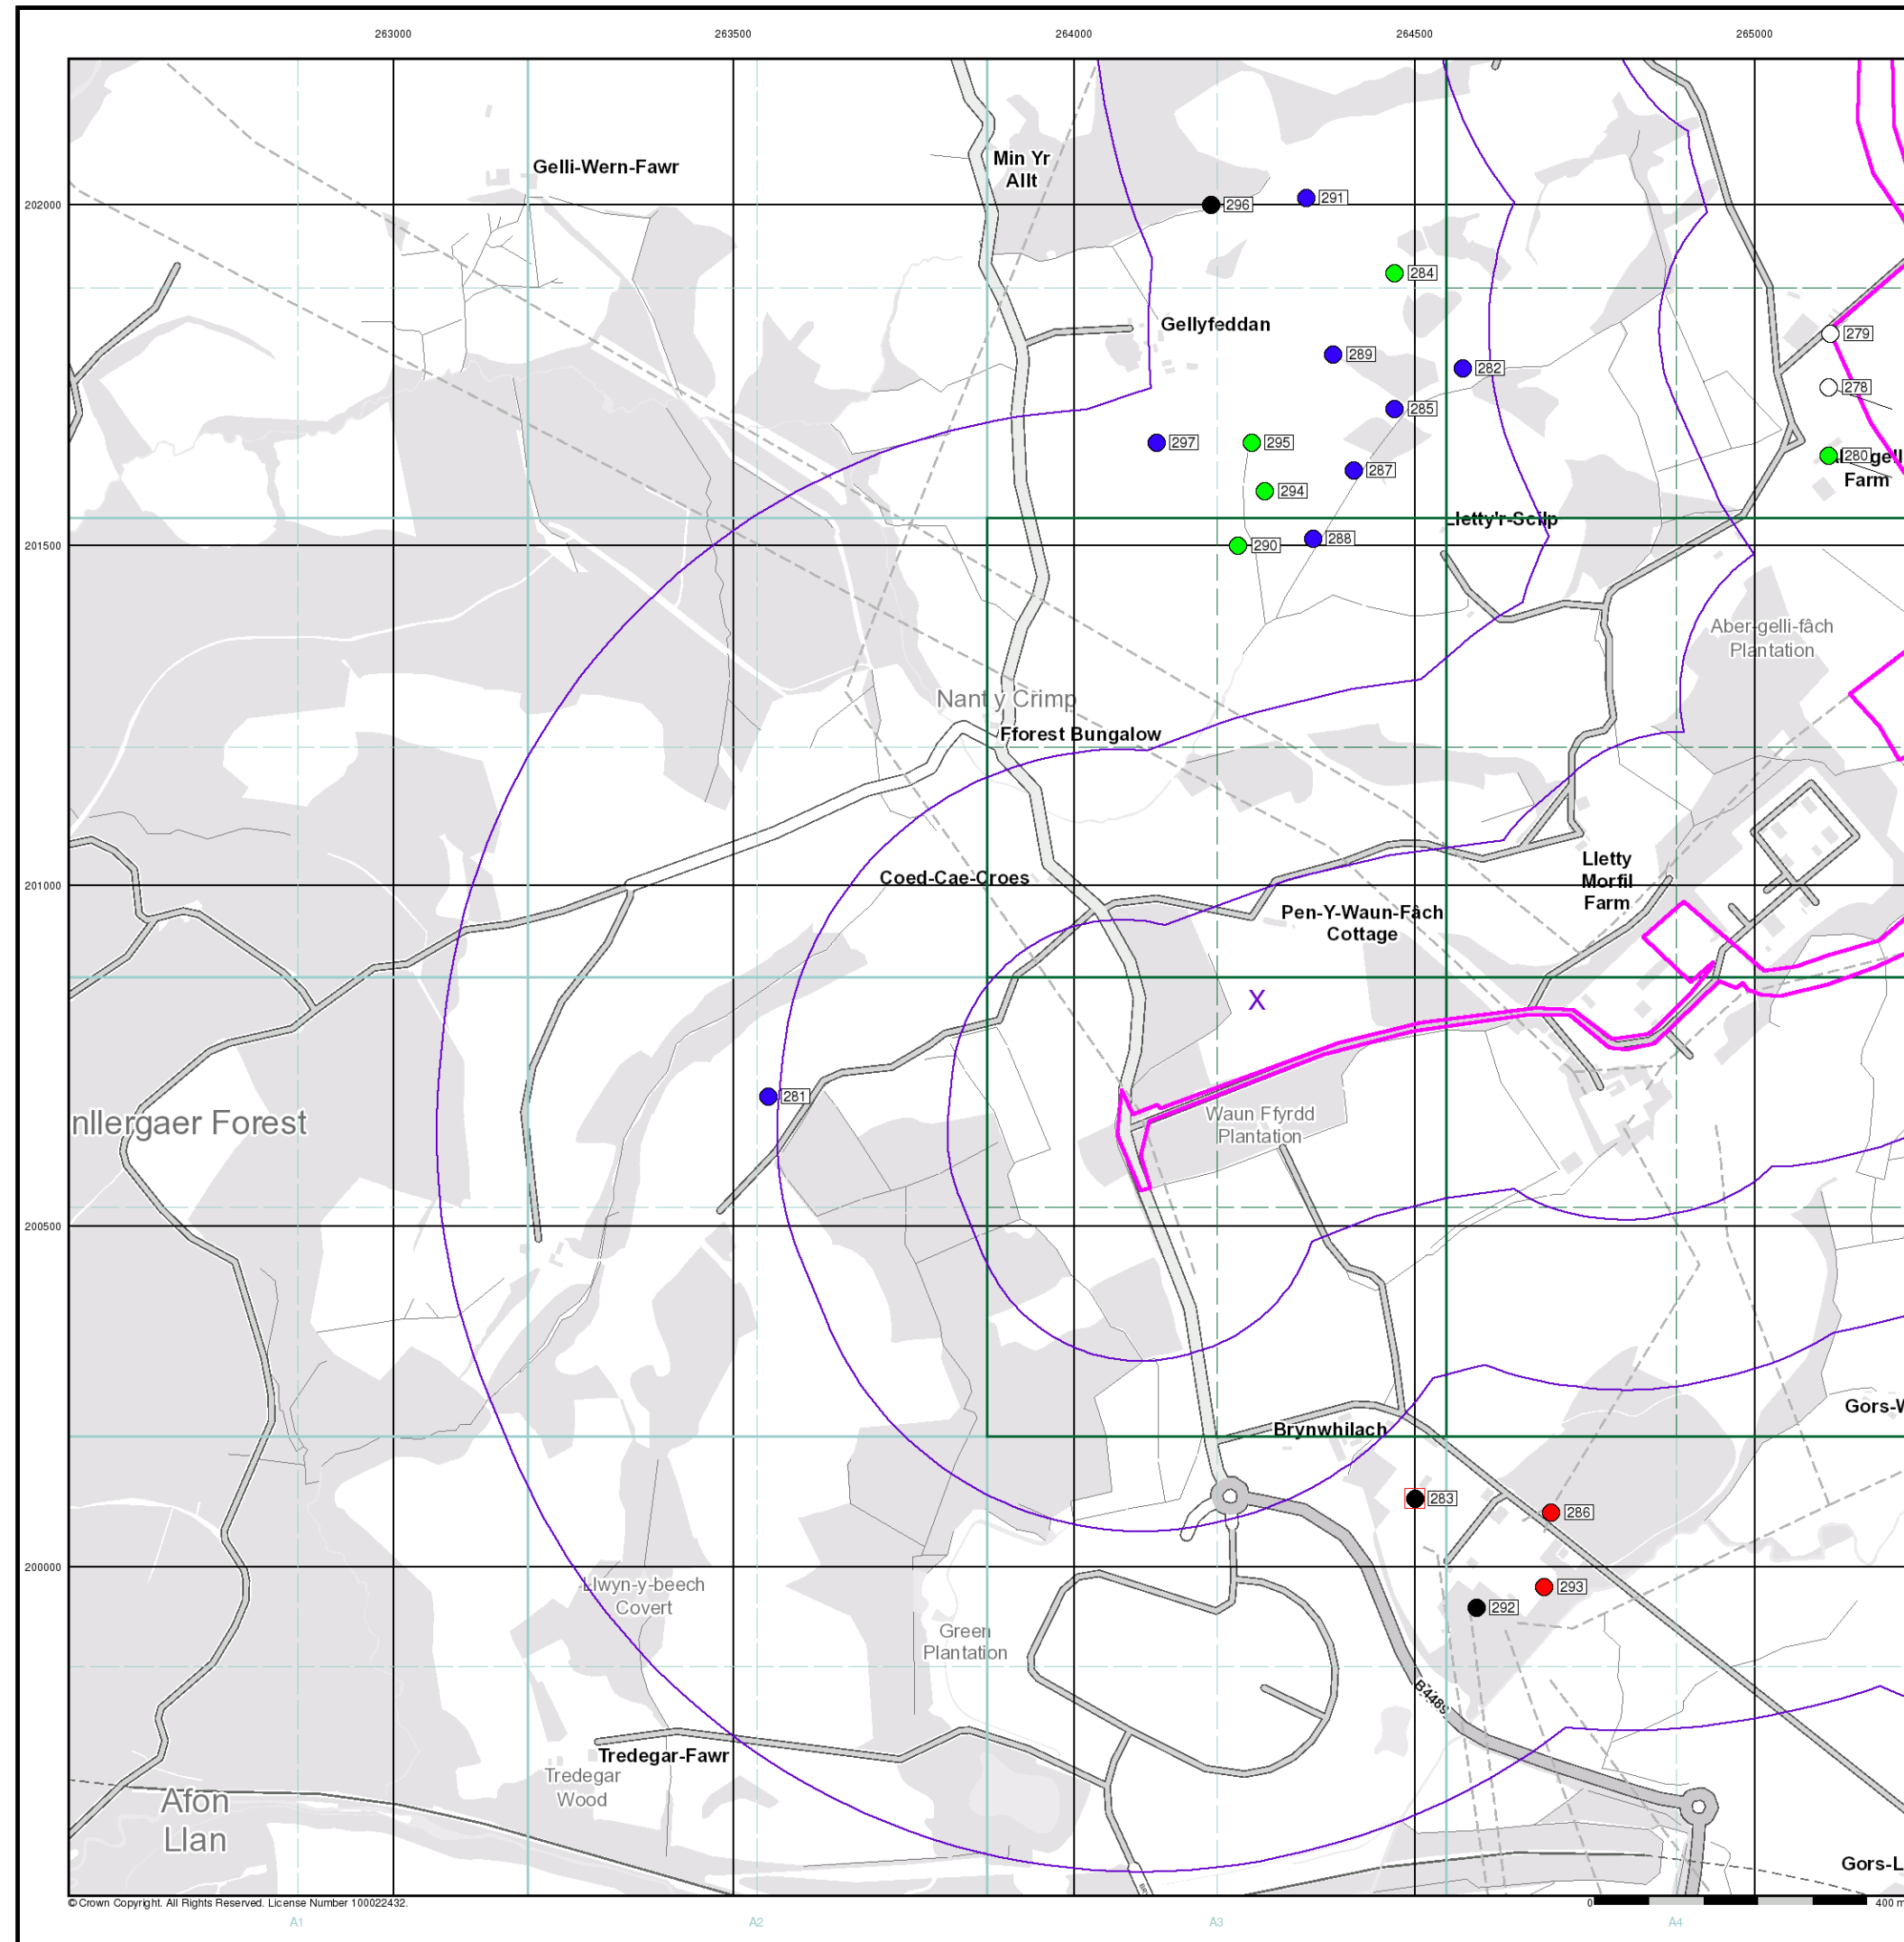 263000 263500 264000 264500 265000
Gelli-Wern-Fawr
Min Yr
Allt
202000
296
291
284
Gellyfeddan
279
289
282
278
285
297
295
287
280
Farm
294
Lletty'r-Scilp
201500
290
288
Aber-gelli-fâch
Plantation
Nant y Crimp
Fforest Bungalow
Lletty
Morfil
Farm
Coed-Cae-Croes
201000
Pen-Y-Waun-Fâch
Cottage
X
281
nllergaer Forest
Waun Ffyrdd
Plantation
200500
Gors-W
Brynwhilach
283
286
200000
Llwyn-y-beech
Covert
293
292
Green
Plantation
B4489
Tredegar-Fawr
Tredegar
Wood
Afon
Llan
Gors-L
© Crown Copyright. All Rights Reserved. License Number 100022432.
0 400 m
A1 A2 A3 A4